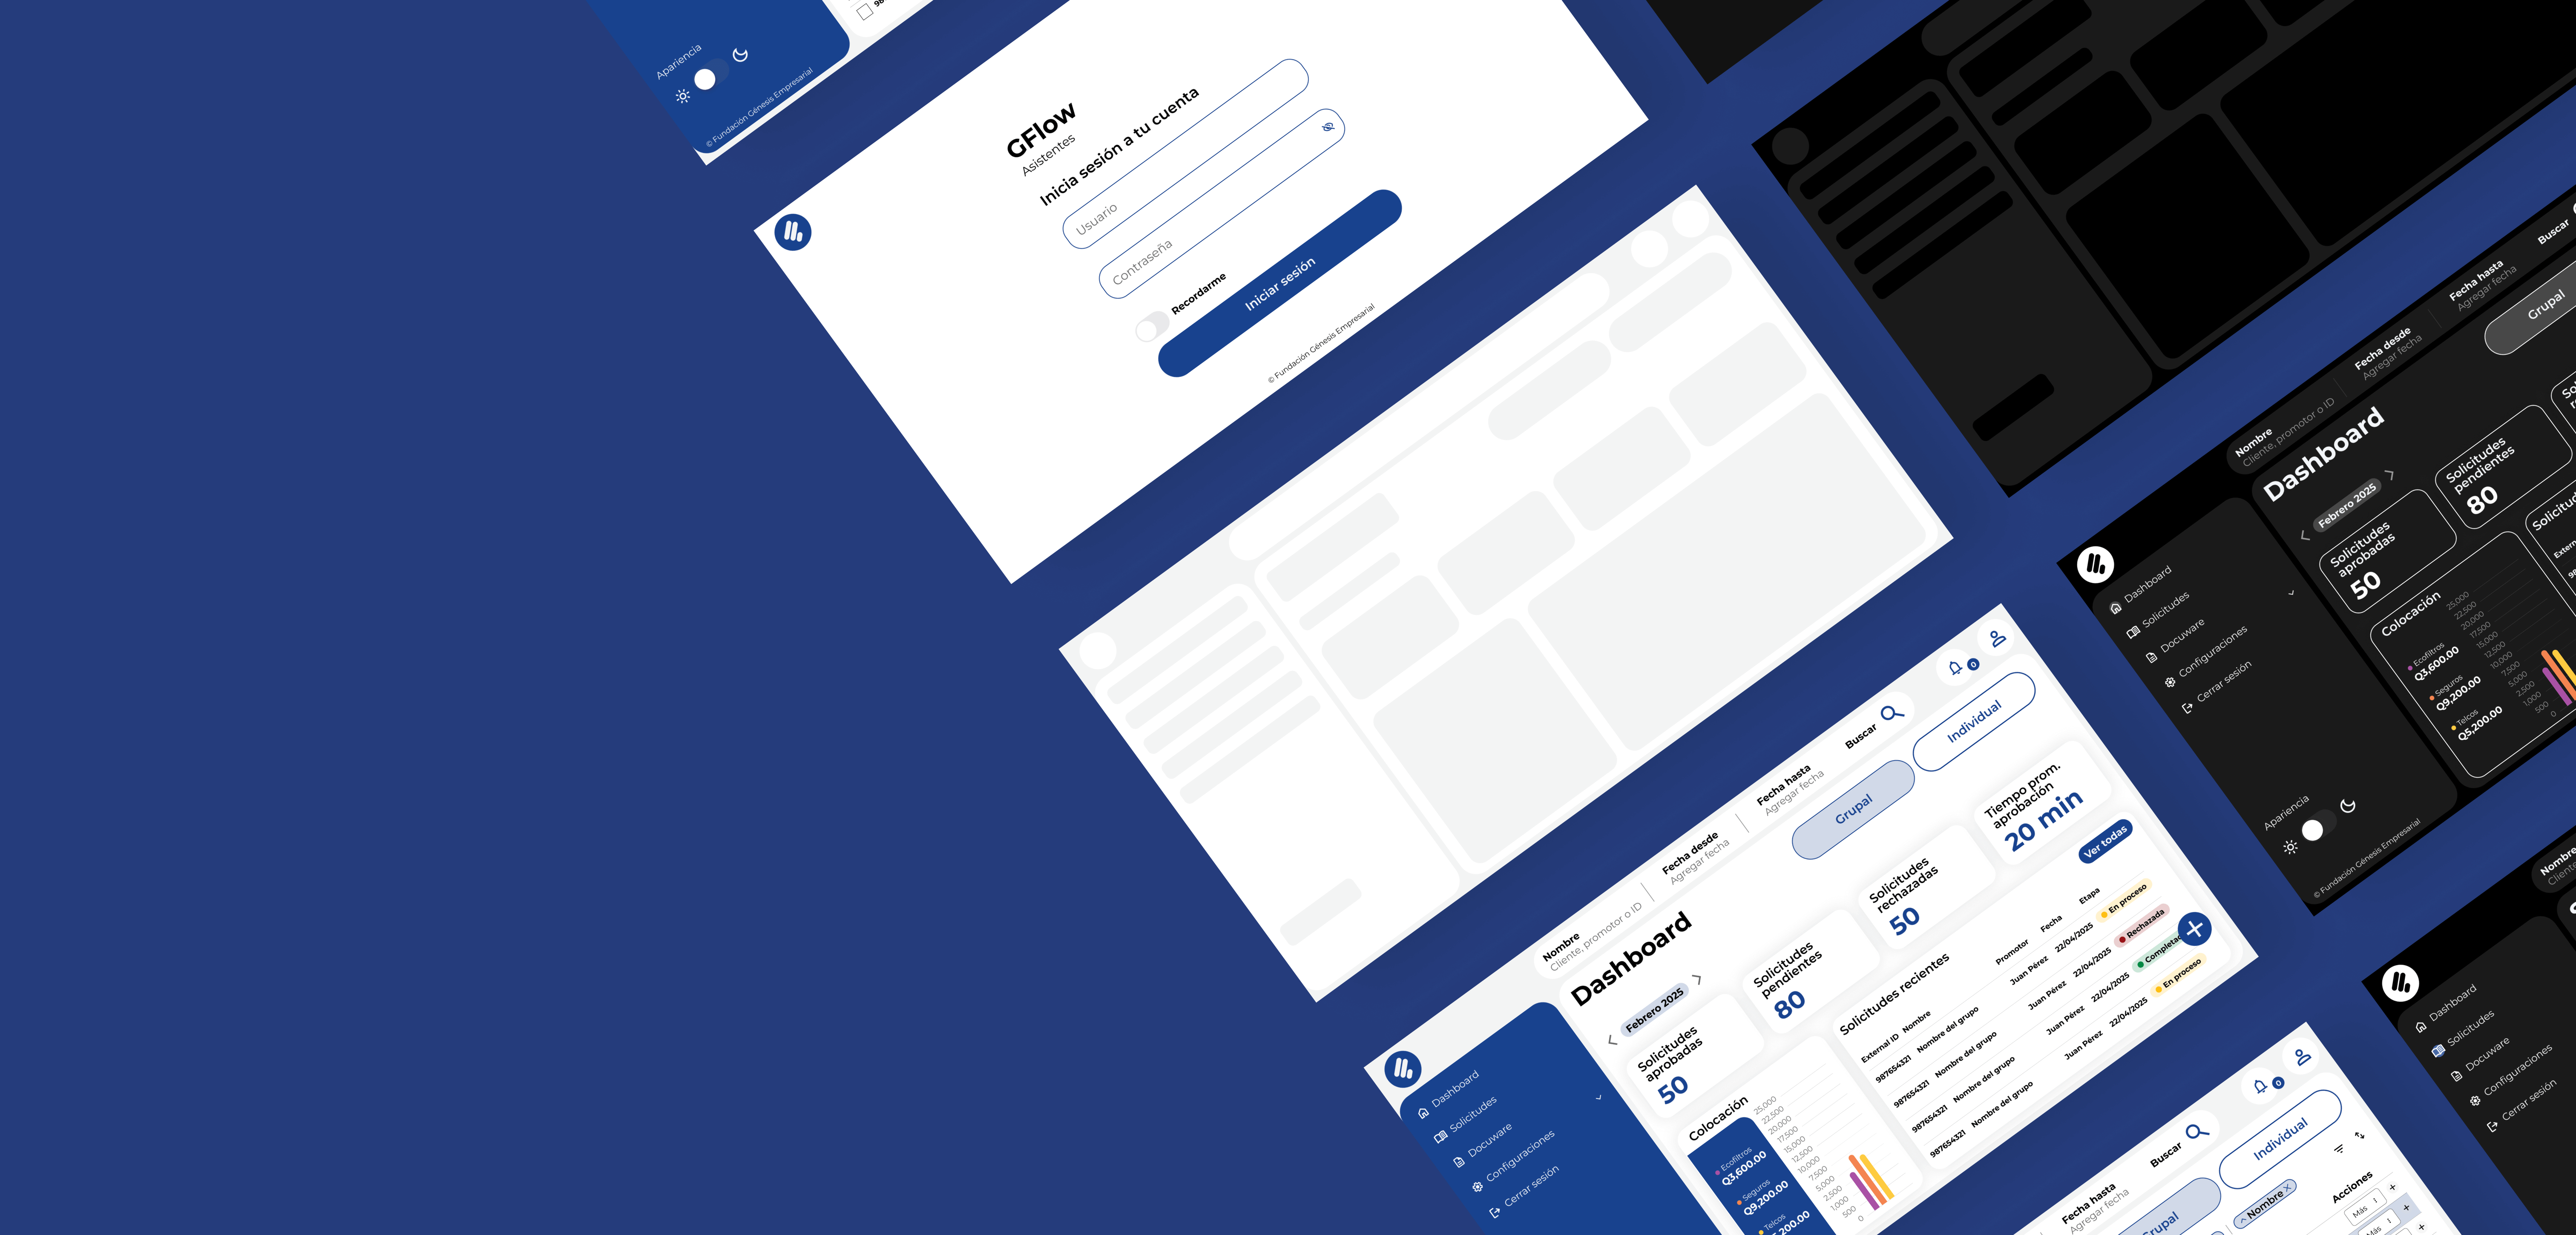 Apariencia
© Fundación Génesis Empresarial
GFlow
Asistentes
Inicia sesión a tu cuenta
Usuario
Contraseña
Recordarme
Iniciar sesión
© Fundación Génesis Empresarial
Nombre
Cliente, promotor o ID
Fecha desde
Agregar fecha
Fecha hasta
Agregar fecha
Buscar
0
Dashboard
Grupal
Individual
Febrero 2025
Solicitudes aprobadas
50
Solicitudes pendientes
80
Solicitudes rechazadas
50
Tiempo prom. aprobación
20 min
Dashboard
Solicitudes
Docuware
Configuraciones
Cerrar sesión
Colocación
Ecofiltros
Q3,600.00
Seguros
Q9,200.00
Telcos
25,000
22,500
20,000
17,500
15,000
12,500
10,000
7,500
5,000
2,500
1,000
500
0
Solicitudes recientes
Ver todas
External ID Nombre Promotor Fecha Etapa
987654321 Nombre del grupo Juan Pérez 22/04/2025 En proceso
987654321 Nombre del grupo Juan Pérez 22/04/2025 Rechazada
987654321 Nombre del grupo Juan Pérez 22/04/2025
987654321 Nombre del grupo Juan Pérez 22/04/2025 En proceso
Nombre
Cliente, promotor o ID
Fecha desde
Agregar fecha
Fecha hasta
Agregar fecha
Buscar
Dashboard
Grupal
Febrero 2025
Solicitudes aprobadas
50
Solicitudes pendientes
80
Dashboard
Solicitudes
Docuware
Configuraciones
Cerrar sesión
Colocación
Ecofiltros
Q3,600.00
Seguros
Q9,200.00
Telcos
Q5,200.00
25,000
22,500
20,000
17,500
15,000
12,500
10,000
7,500
5,000
2,500
1,000
500
0
Apariencia
© Fundación Génesis Empresarial
Fecha hasta
Agregar fecha
Buscar
0
Individual
Nombre
Acciones
Más
Más
Nombre
Dashboard
Solicitudes
Docuware
Configuraciones
Cerrar sesión